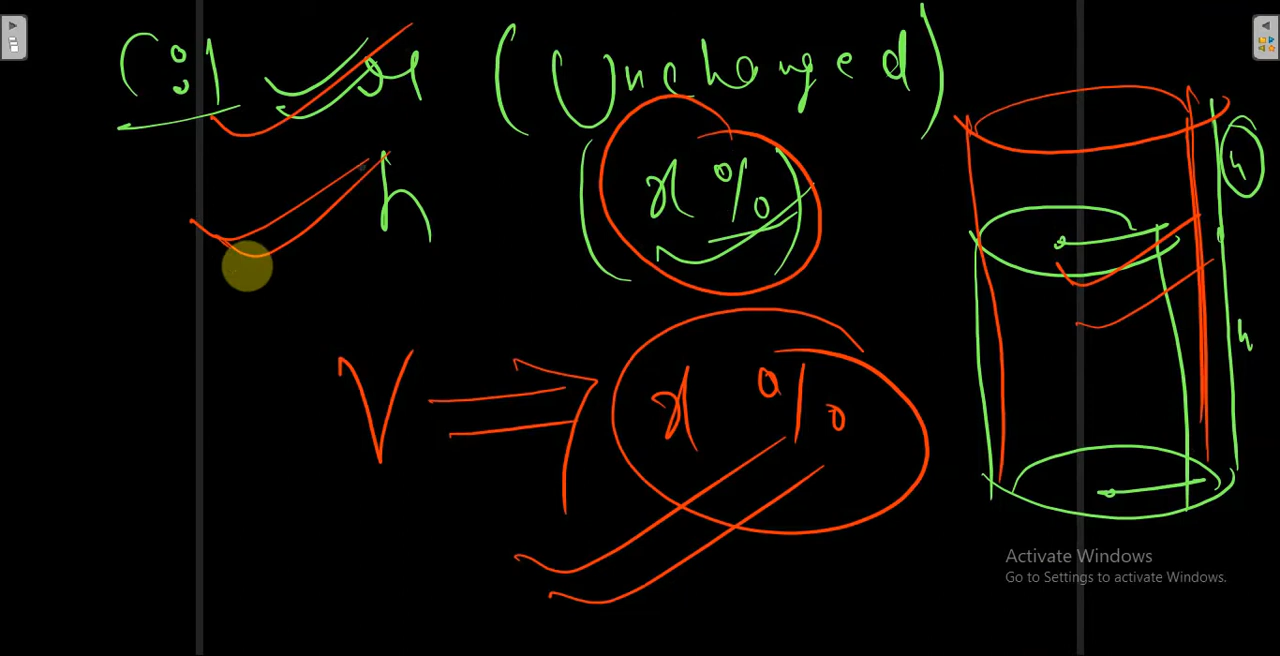 (i) r (Unchanged)
h (x %)
V ⇒ x %
h
h
Activate Windows
Go to Settings to activate Windows.